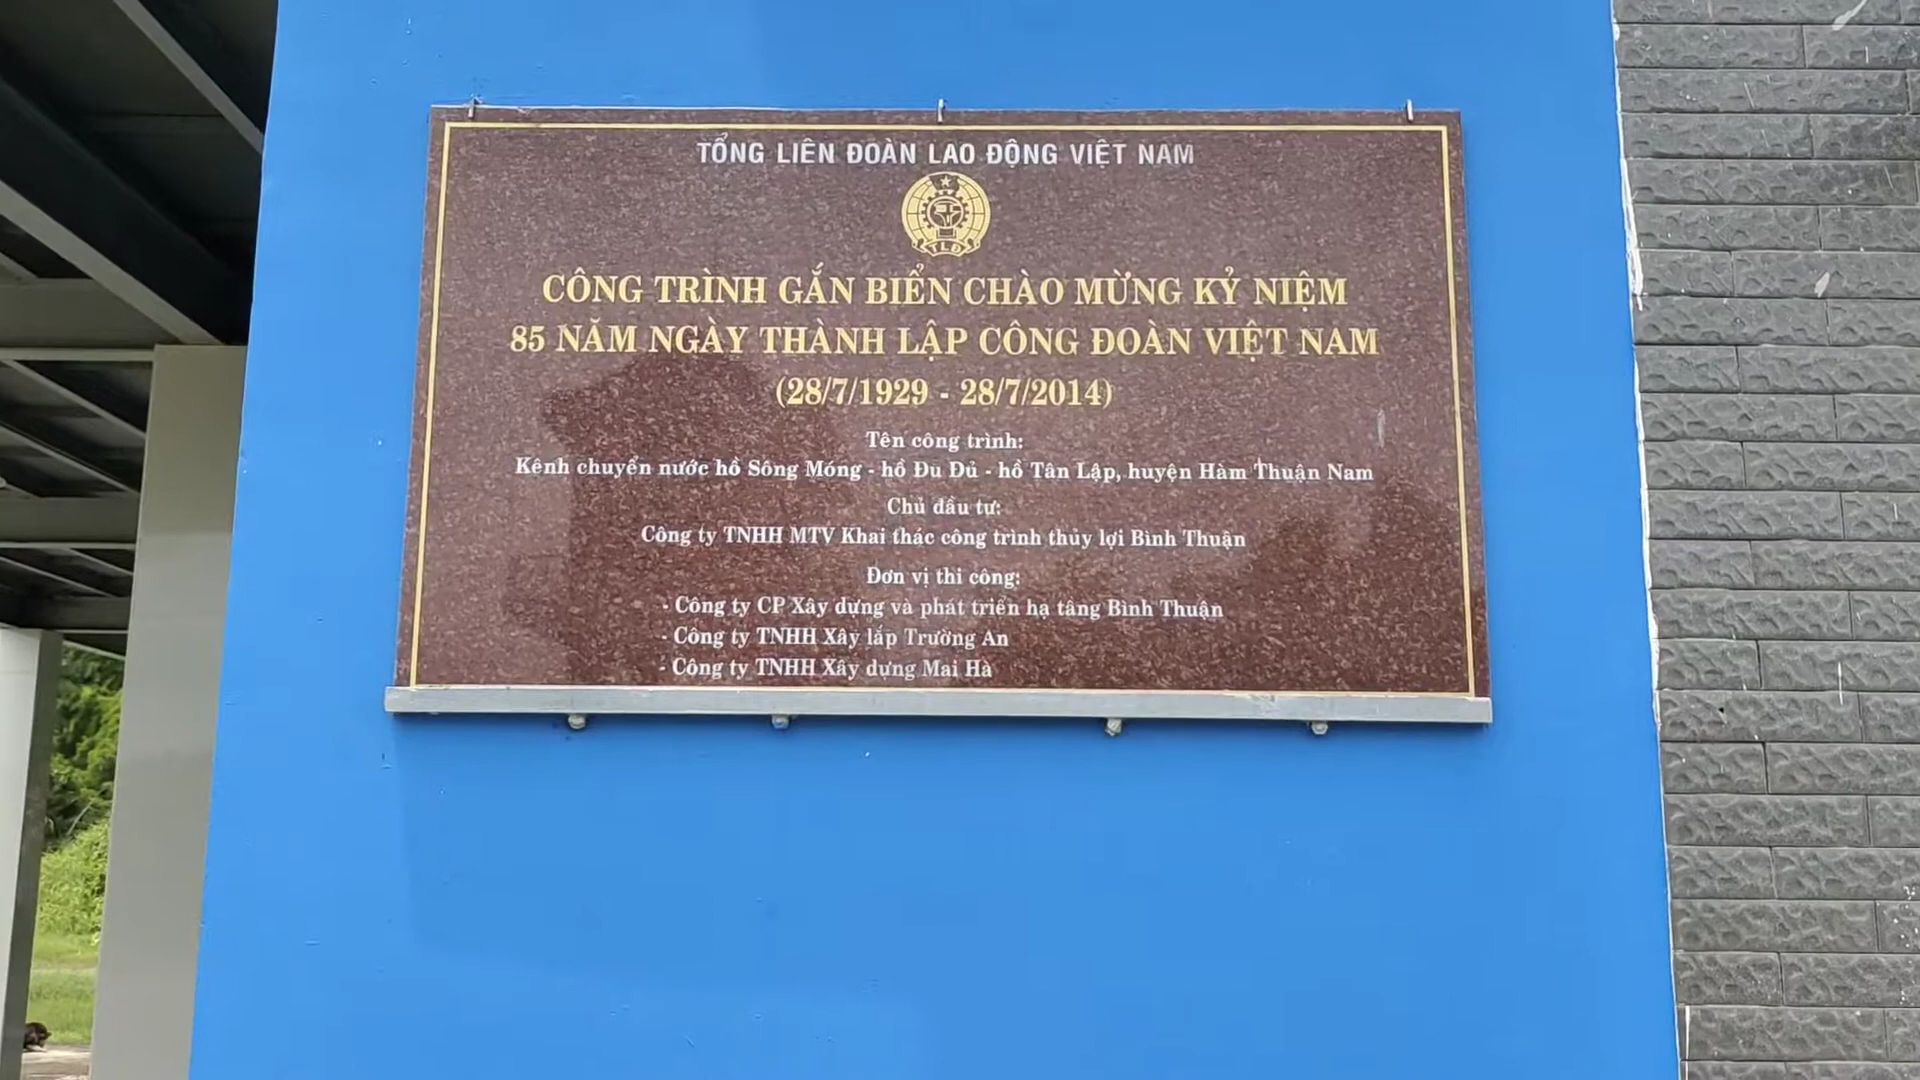 TỔNG LIÊN ĐOÀN LAO ĐỘNG VIỆT NAM
TLĐ
CÔNG TRÌNH GẮN BIỂN CHÀO MỪNG KỶ NIỆM
85 NĂM NGÀY THÀNH LẬP CÔNG ĐOÀN VIỆT NAM
(28/7/1929 - 28/7/2014)
Tên công trình:
Kênh chuyển nước hồ Sông Móng - hồ Đu Đủ - hồ Tân Lập, huyện Hàm Thuận Nam
Chủ đầu tư:
Công ty TNHH MTV Khai thác công trình thủy lợi Bình Thuận
Đơn vị thi công:
- Công ty CP Xây dựng và phát triển hạ tầng Bình Thuận
- Công ty TNHH Xây lắp Trường An
- Công ty TNHH Xây dựng Mai Hà